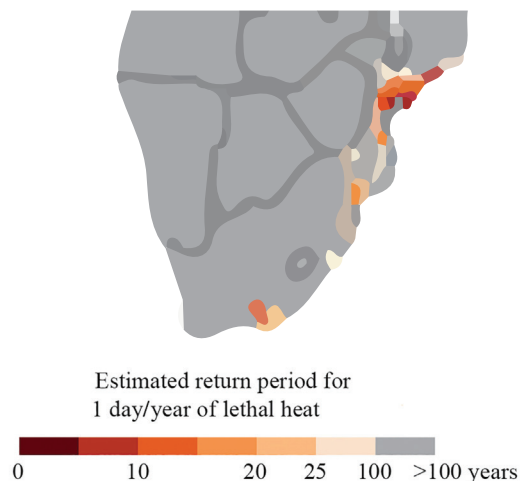 Estimated return period for
1 day/year of lethal heat
0 10 20 25 100 >100 years